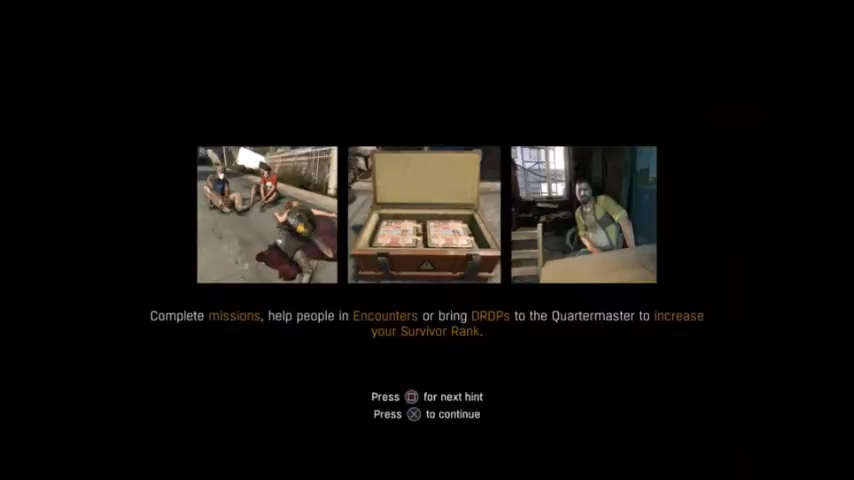 Complete missions, help people in Encounters or bring DROPs to the Quartermaster to increase
your Survivor Rank.
Press for next hint
Press to continue